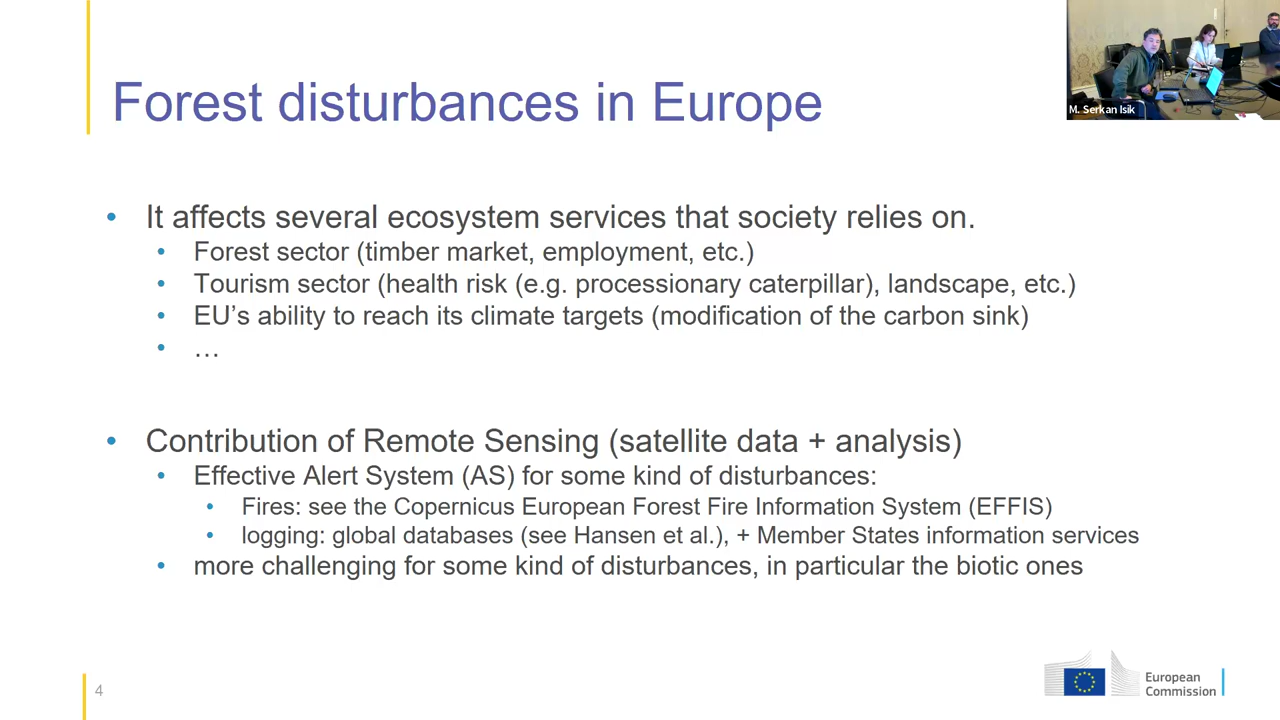 M. Serkan Isik
Forest disturbances in Europe
• It affects several ecosystem services that society relies on.
• Forest sector (timber market, employment, etc.)
• Tourism sector (health risk (e.g. processionary caterpillar), landscape, etc.)
• EU’s ability to reach its climate targets (modification of the carbon sink)
• …
• Contribution of Remote Sensing (satellite data + analysis)
• Effective Alert System (AS) for some kind of disturbances:
• Fires: see the Copernicus European Forest Fire Information System (EFFIS)
• logging: global databases (see Hansen et al.), + Member States information services
• more challenging for some kind of disturbances, in particular the biotic ones
4
European
Commission